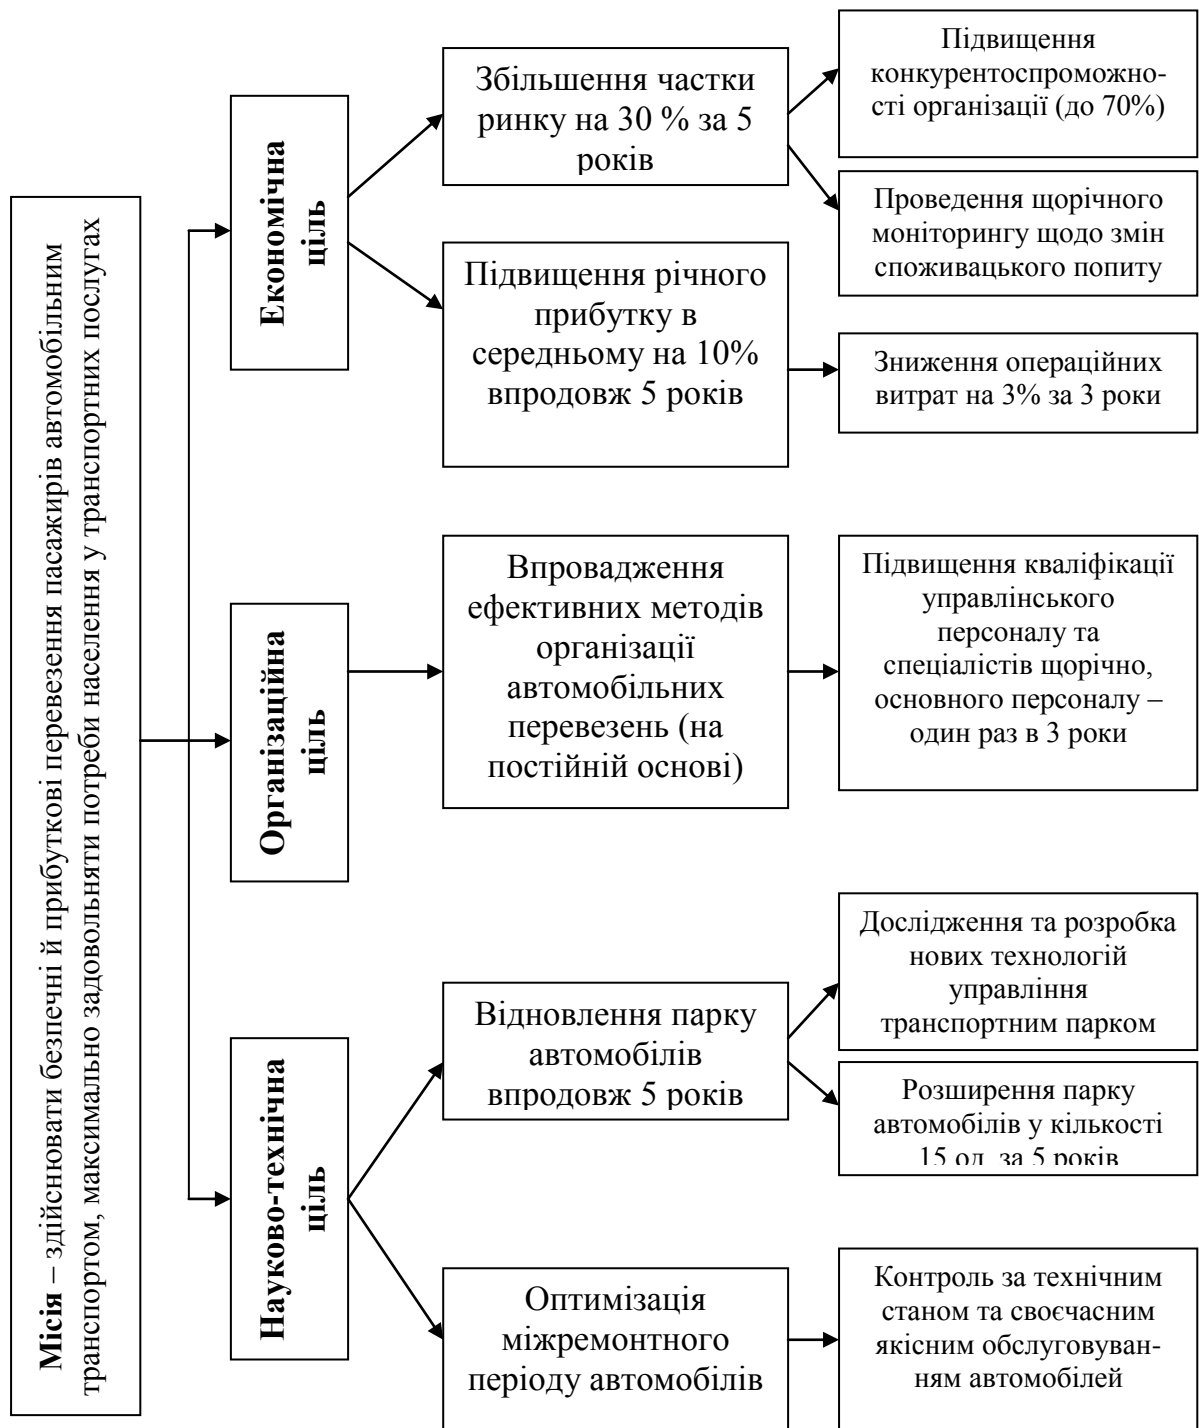 Місія – здійснювати безпечні й прибуткові перевезення пасажирів автомобільним
транспортом, максимально задовольняти потреби населення у транспортних послугах
Економічна
ціль
Збільшення частки
ринку на 30 % за 5
років
Підвищення
конкурентоспроможно-
сті організації (до 70%)
Проведення щорічного
моніторингу щодо змін
споживацького попиту
Підвищення річного
прибутку в
середньому на 10%
впродовж 5 років
Зниження операційних
витрат на 3% за 3 роки
Організаційна
ціль
Впровадження
ефективних методів
організації
автомобільних
перевезень (на
постійній основі)
Підвищення кваліфікації
управлінського
персоналу та
спеціалістів щорічно,
основного персоналу –
один раз в 3 роки
Науково-технічна
ціль
Відновлення парку
автомобілів
впродовж 5 років
Дослідження та розробка
нових технологій
управління
транспортним парком
Розширення парку
автомобілів у кількості
15 од. за 5 років
Оптимізація
міжремонтного
періоду автомобілів
Контроль за технічним
станом та своєчасним
якісним обслуговуван-
ням автомобілей